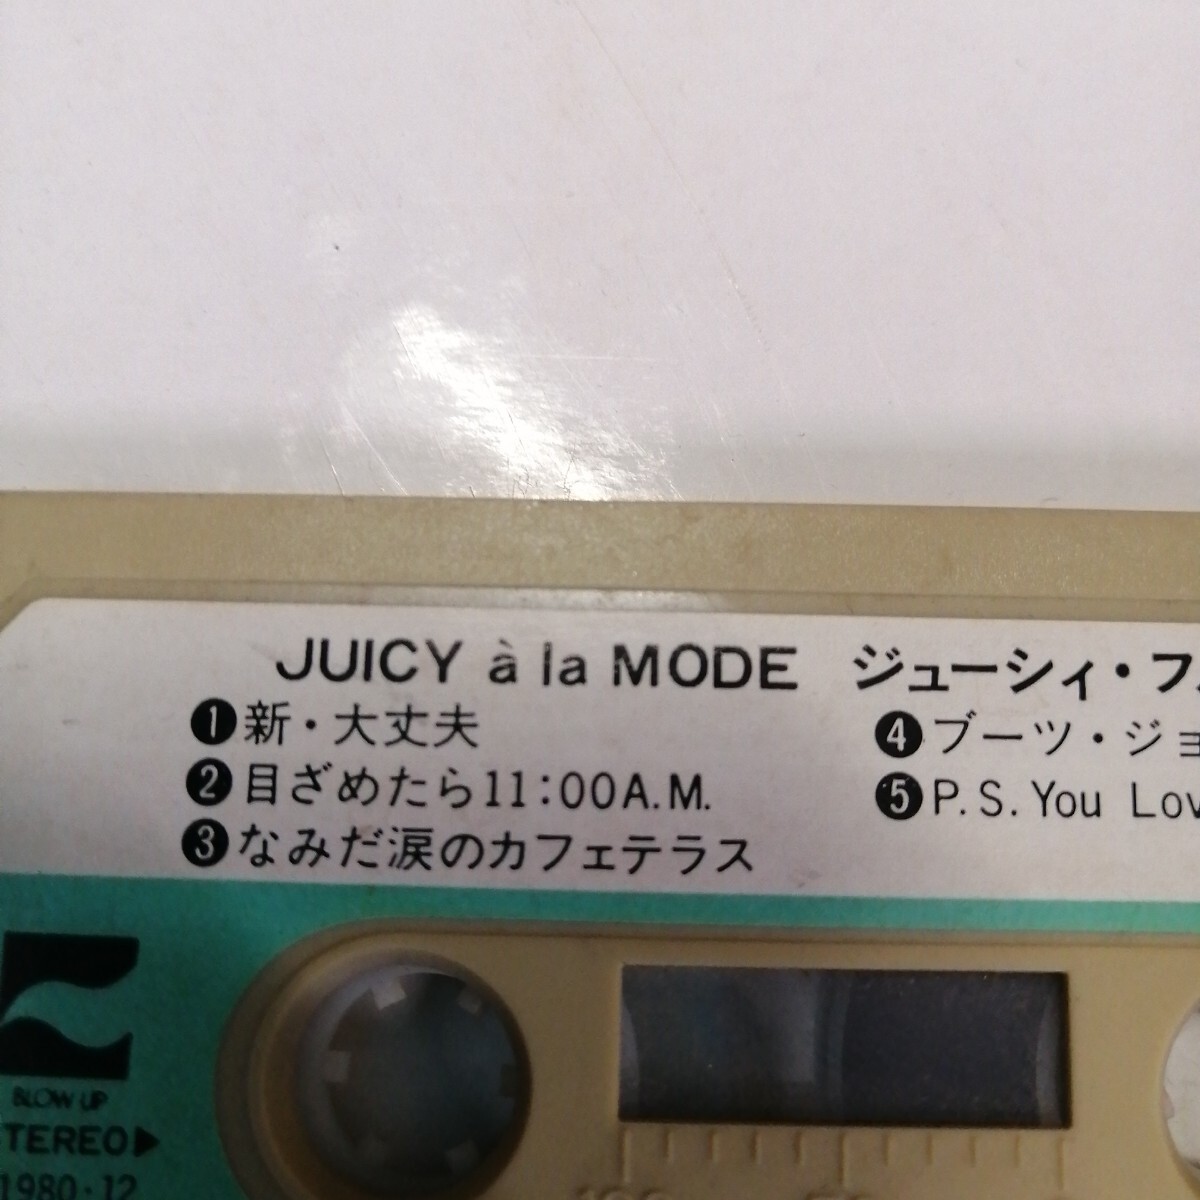 JUICY à la MODE ジューシィ・フ
❶新・大丈夫
❷目ざめたら11:00A.M.
❸なみだ涙のカフェテラス
❹ブーツ・ジョ
❺P.S.You Lov
BLOW UP
TEREO▶
1980・12